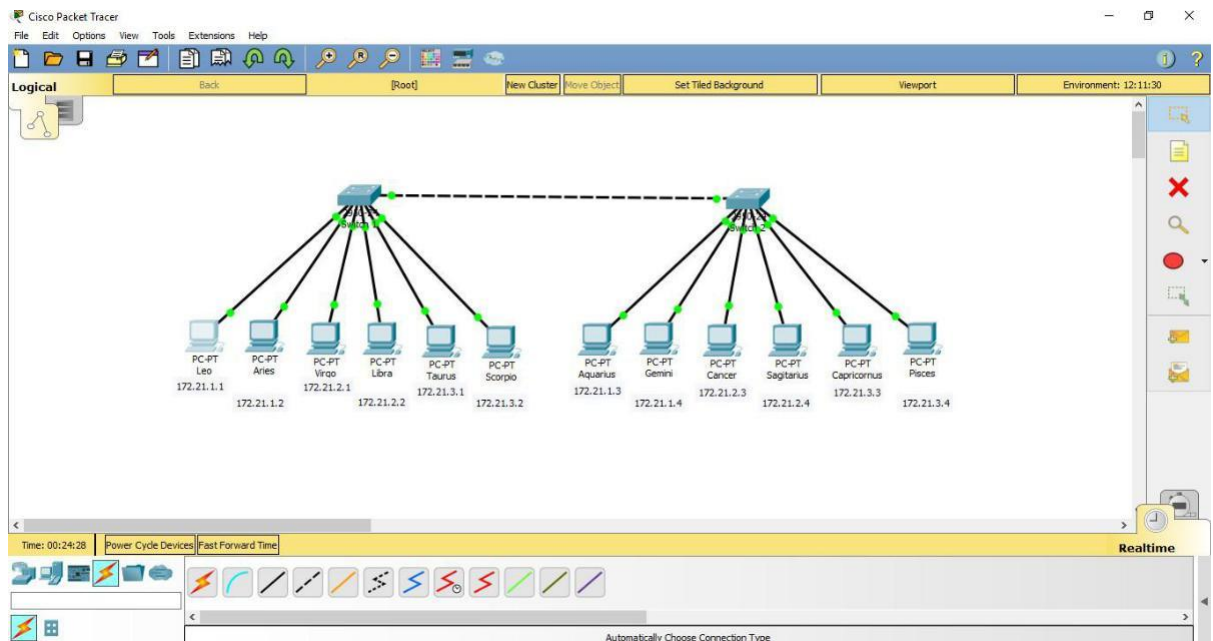 Cisco Packet Tracer
File Edit Options View Tools Extensions Help
Logical Back [Root] New Cluster Move Object Set Tiled Background Viewport Environment: 12:11:30
Switch 2
PC-PT PC-PT PC-PT PC-PT PC-PT PC-PT PC-PT PC-PT PC-PT PC-PT PC-PT PC-PT
Leo Aries Virgo Libra Taurus Scorpio Aquarius Gemini Cancer Sagitarius Capricornus Pisces
172.21.1.1 172.21.1.2 172.21.2.1 172.21.2.2 172.21.3.1 172.21.3.2 172.21.1.3 172.21.1.4 172.21.2.3 172.21.2.4 172.21.3.3 172.21.3.4
Time: 00:24:28 Power Cycle Devices Fast Forward Time Realtime
Automatically Choose Connection Type